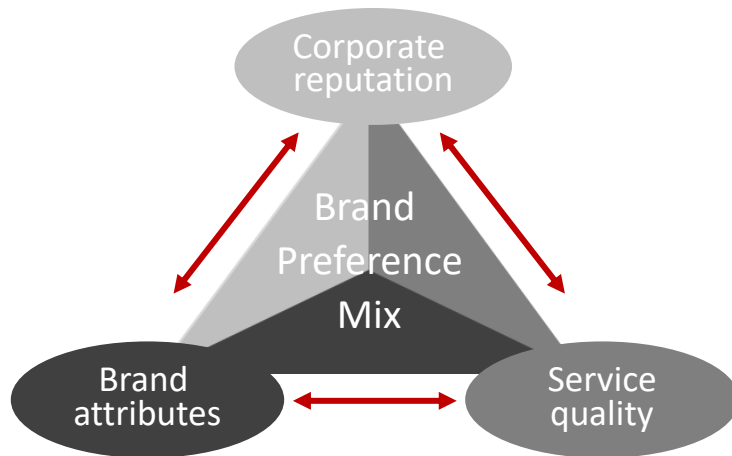 Corporate
reputation
Brand
Preference
Mix
Brand
attributes
Service
quality